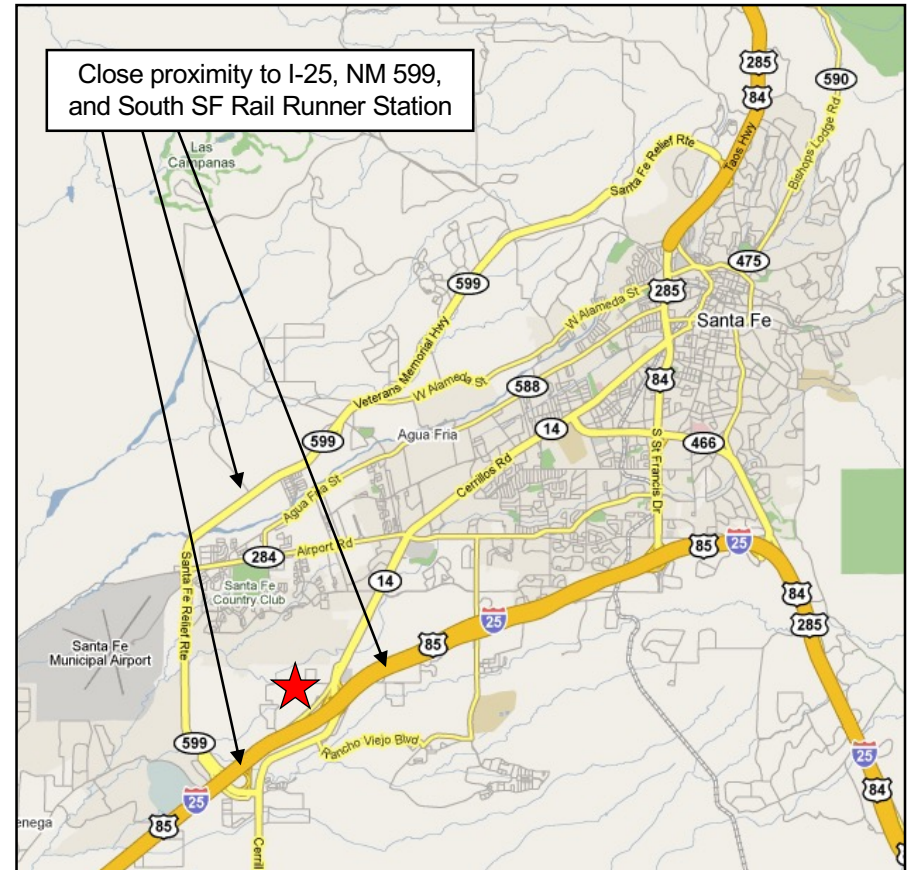 Close proximity to I-25, NM 599,
and South SF Rail Runner Station
285
84
590
Las
Campanas
Santa Fe Relief Rte
Taos Hwy
Bishops Lodge Rd
599
475
285
W Alameda St
Santa Fe
Veterans Memorial Hwy
W Alameda St
588
84
599
Agua Fria
14
466
Cerrillos Rd
S St Francis Dr
Agua Fria St
284
Airport Rd
85
25
Santa Fe
Country Club
14
84
285
Santa Fe Relief Rte
25
85
Santa Fe
Municipal Airport
599
Rancho Viejo Blvd
25
25
84
85
enega
Cerril